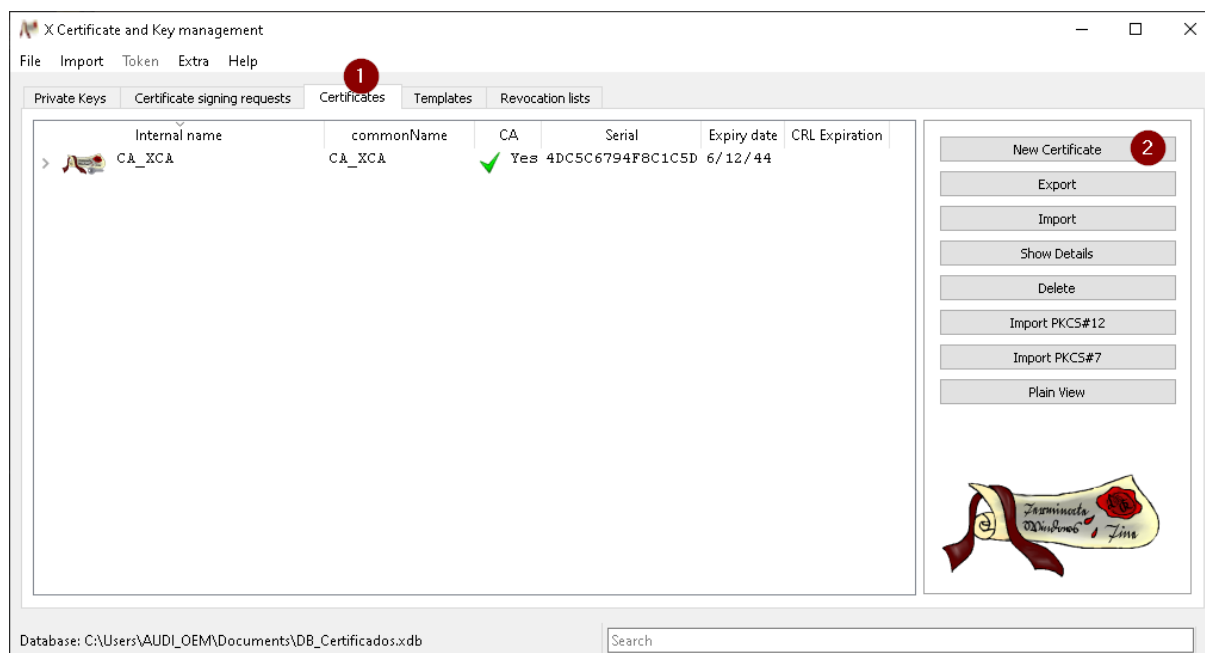 X Certificate and Key management
File Import Token Extra Help
1
Private Keys Certificate signing requests Certificates Templates Revocation lists
Internal name commonName CA Serial Expiry date CRL Expiration
CA_XCA CA_XCA Yes 4DC5C6794F8C1C5D 6/12/44
New Certificate 2
Export
Import
Show Details
Delete
Import PKCS#12
Import PKCS#7
Plain View
Database: C:\Users\AUDI_OEM\Documents\DB_Certificados.xdb
Search